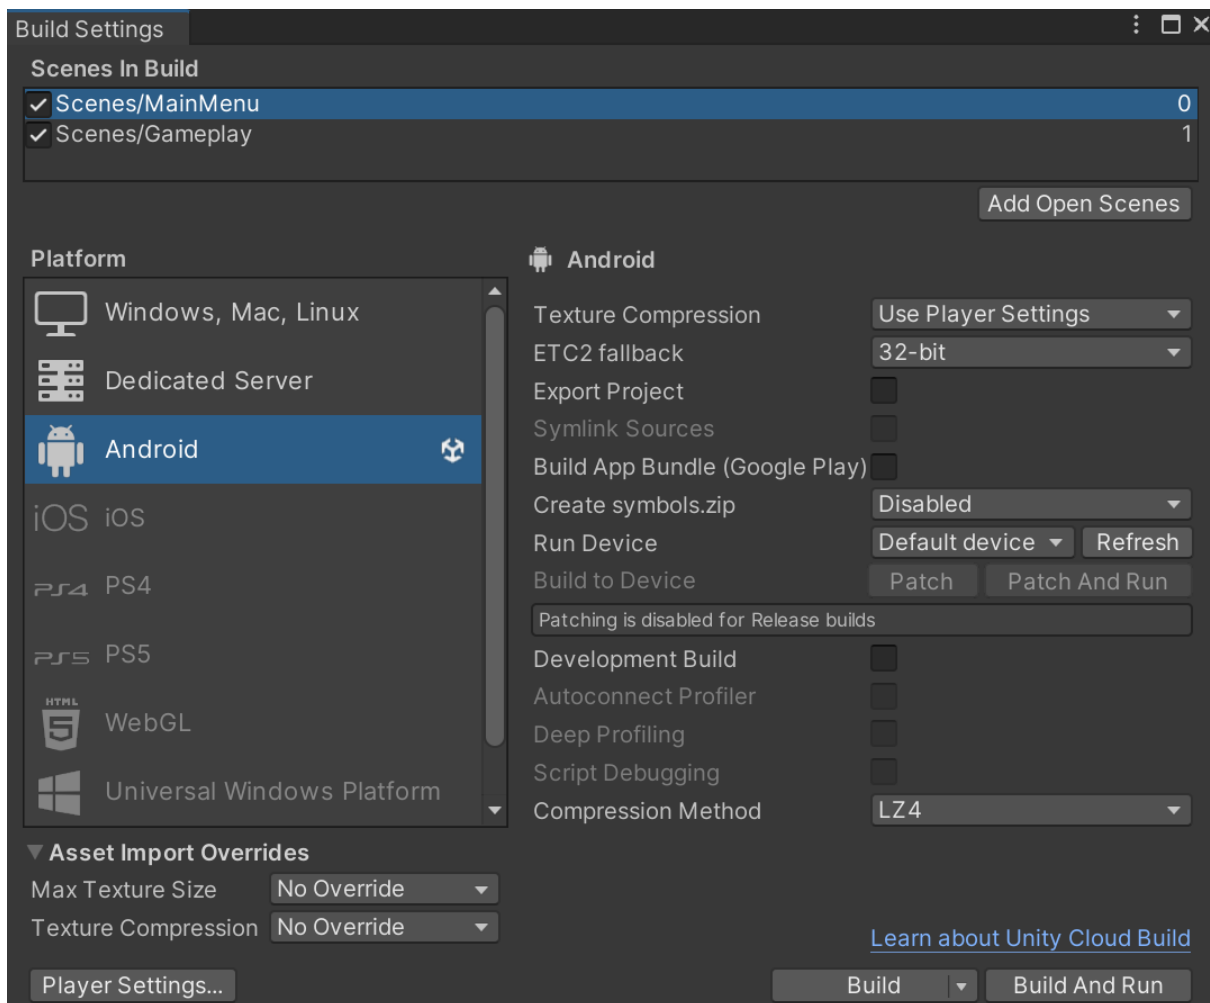 Build Settings
Scenes In Build
Scenes/MainMenu 0
Scenes/Gameplay 1
Add Open Scenes
Platform
Windows, Mac, Linux
Dedicated Server
Android
iOS iOS
PS4 PS4
PS5 PS5
HTML 5 WebGL
Universal Windows Platform
Android
Texture Compression Use Player Settings
ETC2 fallback 32-bit
Export Project
Symlink Sources
Build App Bundle (Google Play)
Create symbols.zip Disabled
Run Device Default device Refresh
Build to Device Patch Patch And Run
Patching is disabled for Release builds
Development Build
Autoconnect Profiler
Deep Profiling
Script Debugging
Compression Method LZ4
Asset Import Overrides
Max Texture Size No Override
Texture Compression No Override
Learn about Unity Cloud Build
Player Settings... Build Build And Run